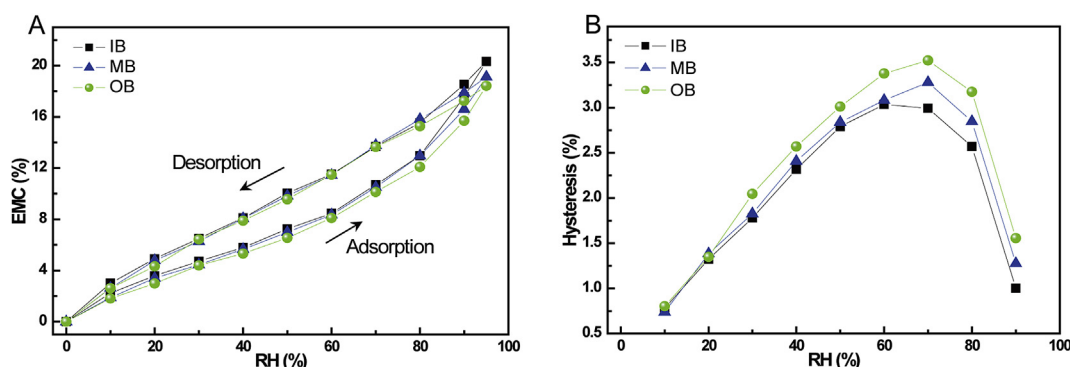 A
IB
MB
OB
Desorption
Adsorption
EMC (%)
20
16
12
8
4
0
0 20 40 60 80 100
RH (%)
B
IB
MB
OB
Hysteresis (%)
3.5
3.0
2.5
2.0
1.5
1.0
0.5
0 20 40 60 80 100
RH (%)